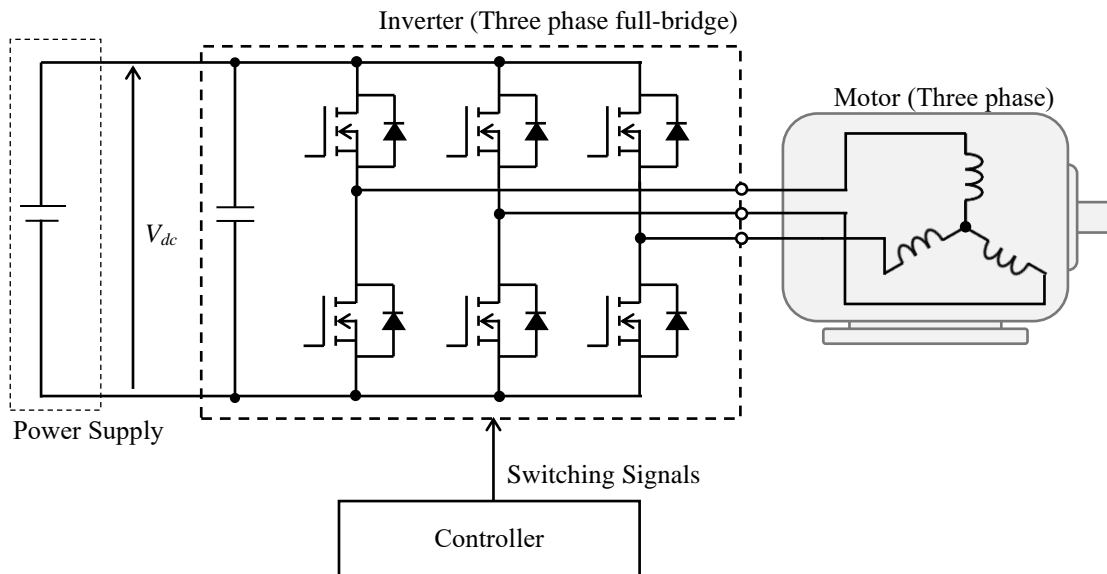 Inverter (Three phase full-bridge)
Motor (Three phase)
Vdc
Power Supply
Switching Signals
Controller